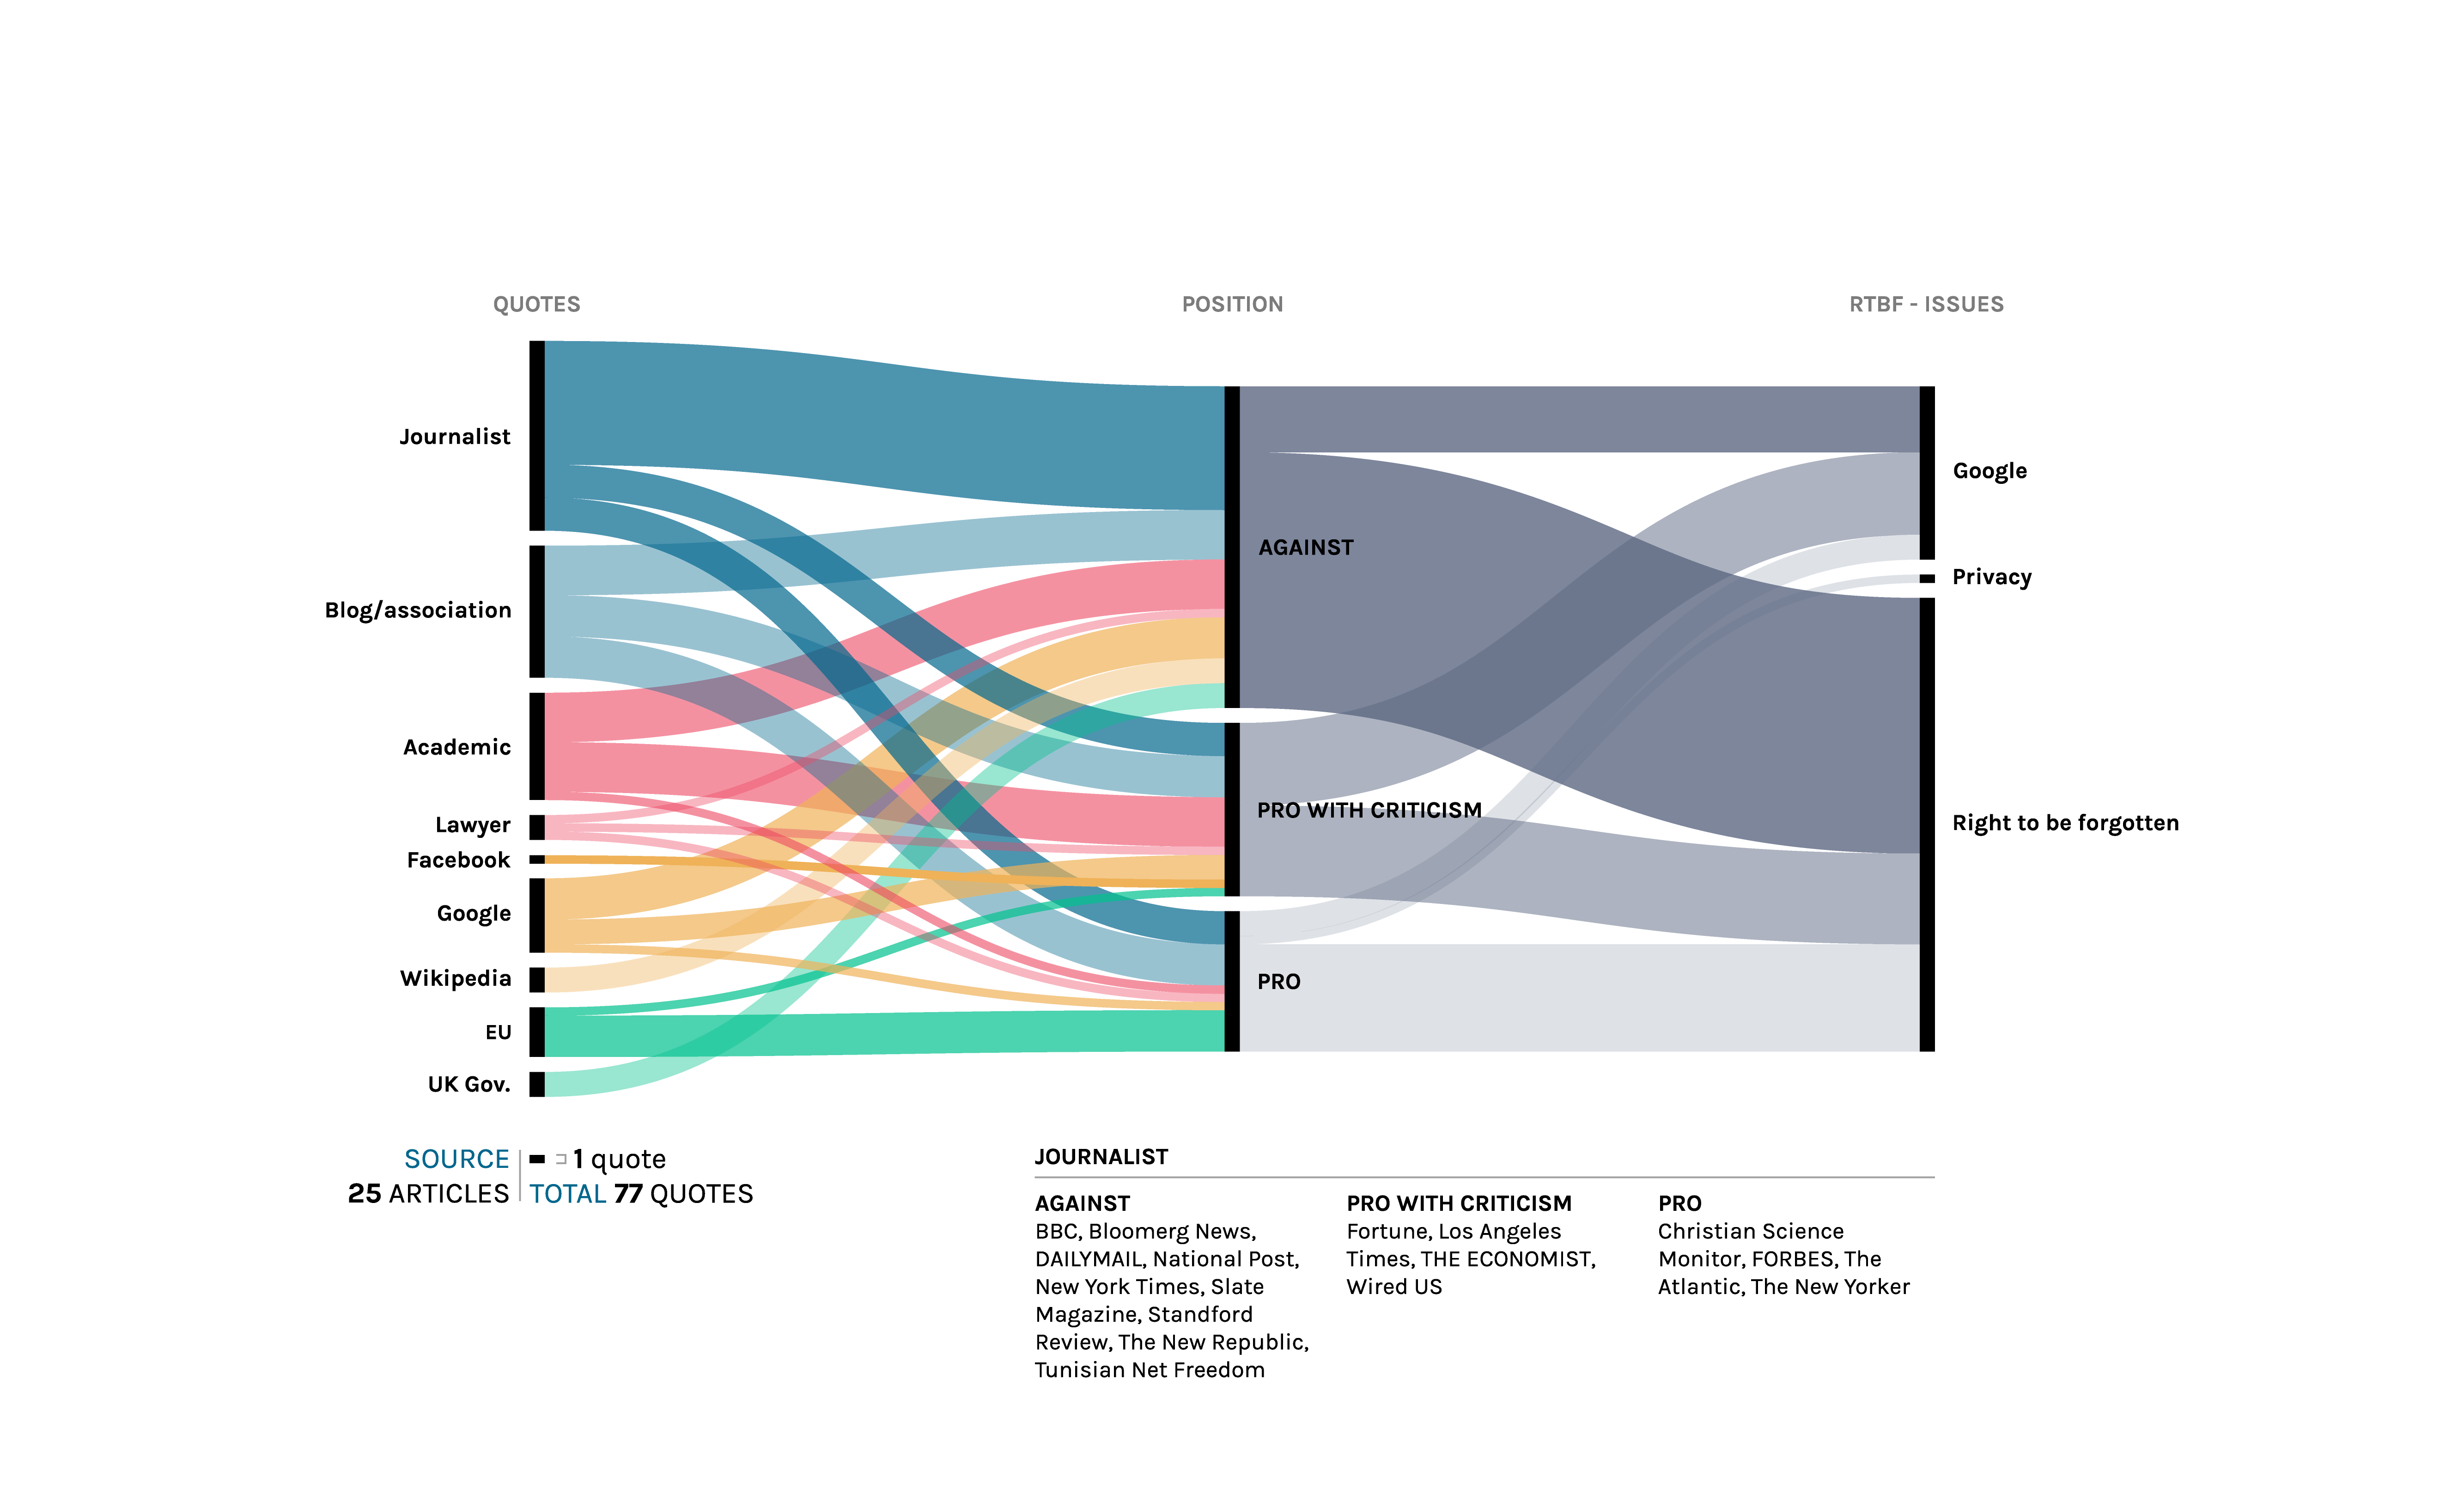 QUOTES
POSITION
RTBF - ISSUES
Journalist
Blog/association
Academic
Lawyer
Facebook
Google
Wikipedia
EU
UK Gov.
AGAINST
PRO WITH CRITICISM
PRO
Google
Privacy
Right to be forgotten
SOURCE
25 ARTICLES
1 quote
TOTAL 77 QUOTES
JOURNALIST
AGAINST
BBC, Bloomerg News,
DAILYMAIL, National Post,
New York Times, Slate
Magazine, Standford
Review, The New Republic,
Tunisian Net Freedom
PRO WITH CRITICISM
Fortune, Los Angeles
Times, THE ECONOMIST,
Wired US
PRO
Christian Science
Monitor, FORBES, The
Atlantic, The New Yorker